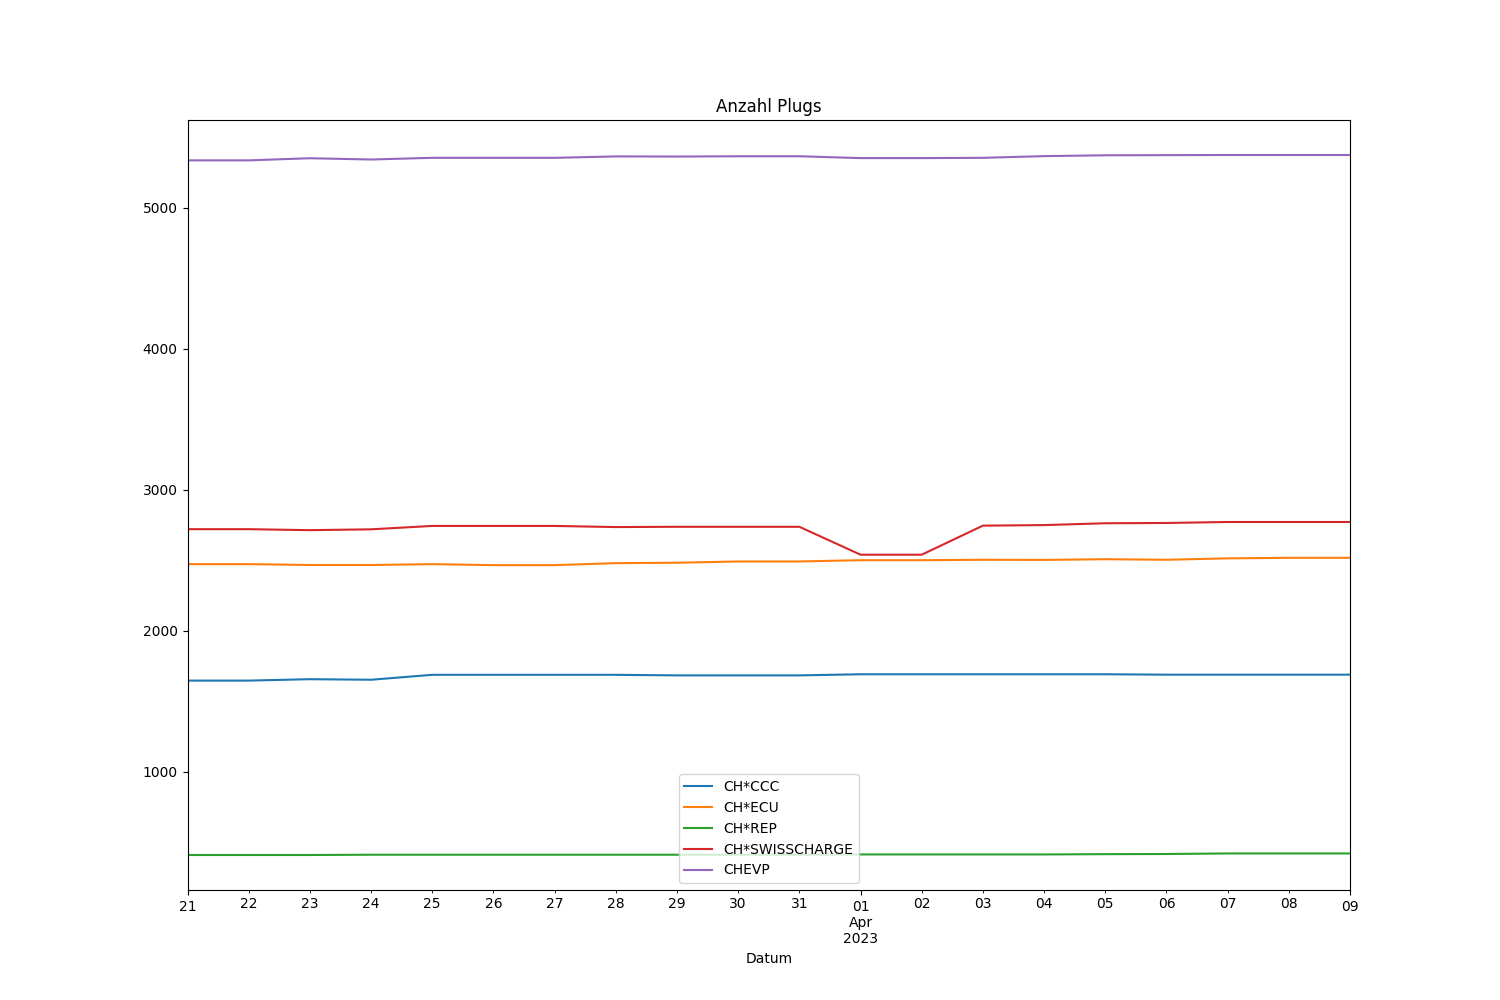 Anzahl Plugs
5000
4000
3000
2000
1000
CH*CCC
CH*ECU
CH*REP
CH*SWISSCHARGE
CHEVP
21 22 23 24 25 26 27 28 29 30 31 01 02 03 04 05 06 07 08 09
Apr
2023
Datum